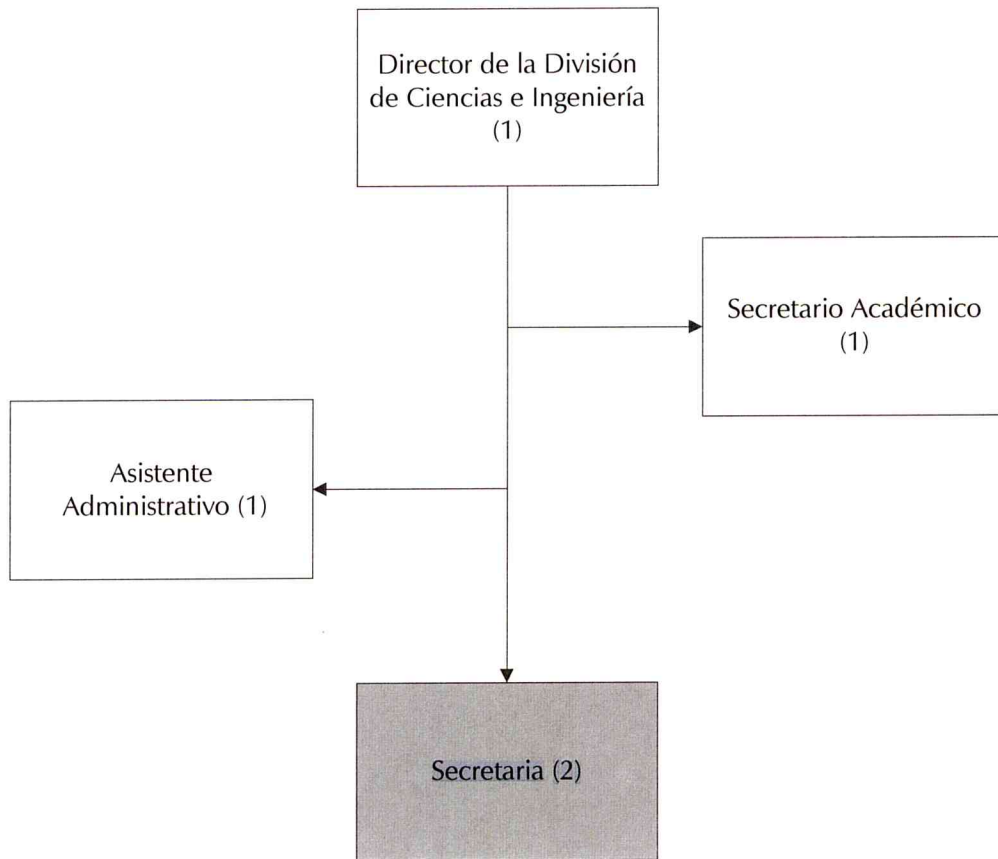 Director de la División
de Ciencias e Ingeniería
(1)
Secretario Académico
(1)
Asistente
Administrativo (1)
Secretaria (2)